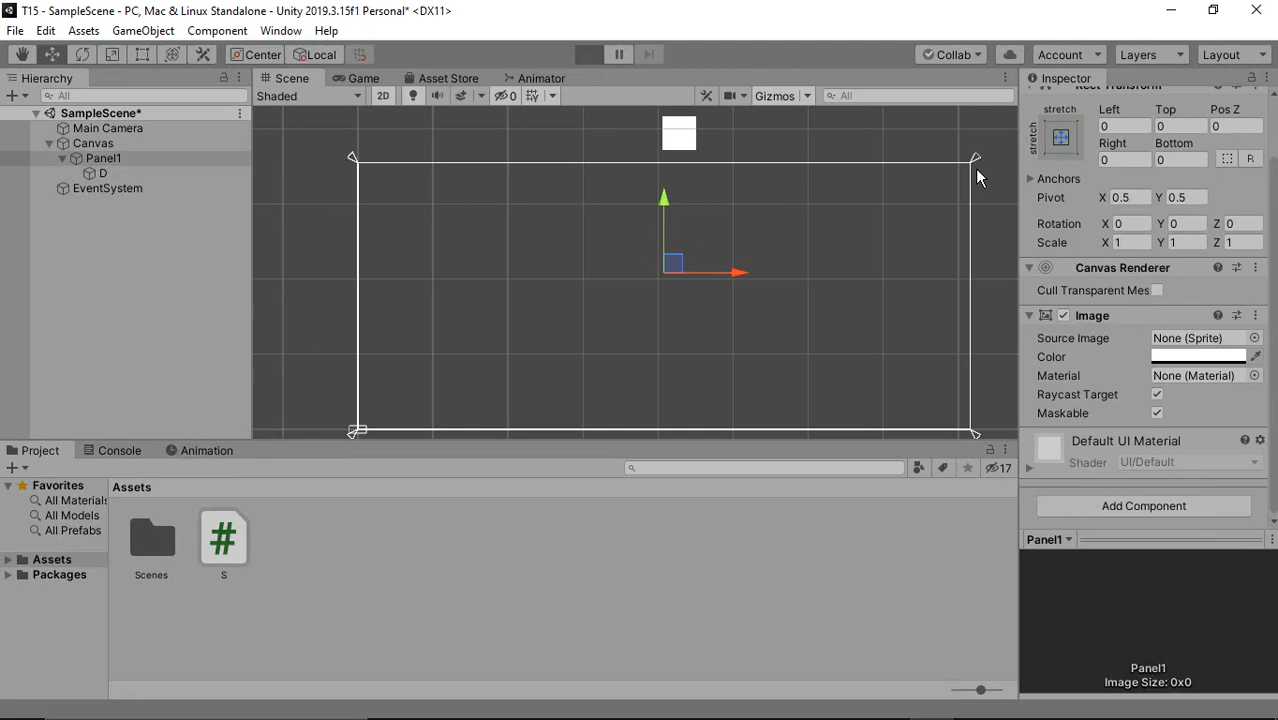 T15 - SampleScene - PC, Mac & Linux Standalone - Unity 2019.3.15f1 Personal* <DX11>
File Edit Assets GameObject Component Window Help
Center Local Collab Account Layers Layout
Hierarchy
All
SampleScene*
Main Camera
Canvas
Panel1
D
EventSystem
Scene Game Asset Store Animator
Shaded 2D 0 Gizmos All
Inspector
Rect Transform
stretch Left Top Pos Z
stretch 0 0 0
Right Bottom
0 0 R
Anchors
Pivot X 0.5 Y 0.5
Rotation X 0 Y 0 Z 0
Scale X 1 Y 1 Z 1
Canvas Renderer
Cull Transparent Mes
Image
Source Image None (Sprite)
Color
Material None (Material)
Raycast Target
Maskable
Default UI Material
Shader UI/Default
Add Component
Panel1
Panel1
Image Size: 0x0
Project Console Animation
17
Favorites
All Materials
All Models
All Prefabs
Assets
Packages
Assets
Scenes S